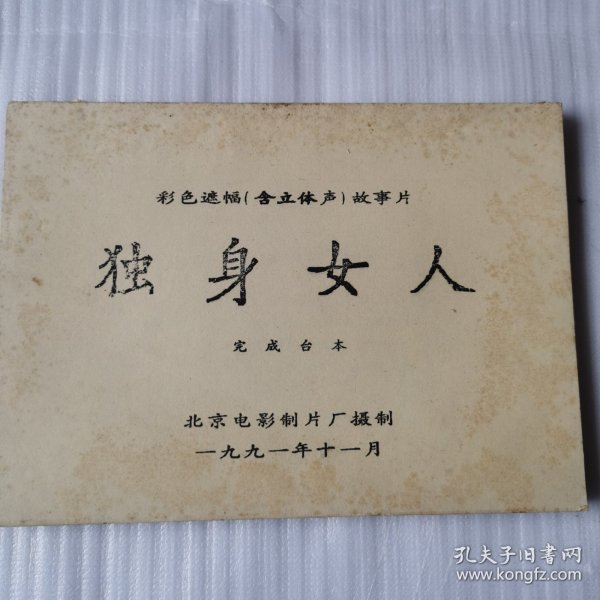 彩色遮幅(含立体声)故事片
独身女人
完成台本
北京电影制片厂摄制
一九九一年十一月
孔夫子旧书网
www.kongfz.com